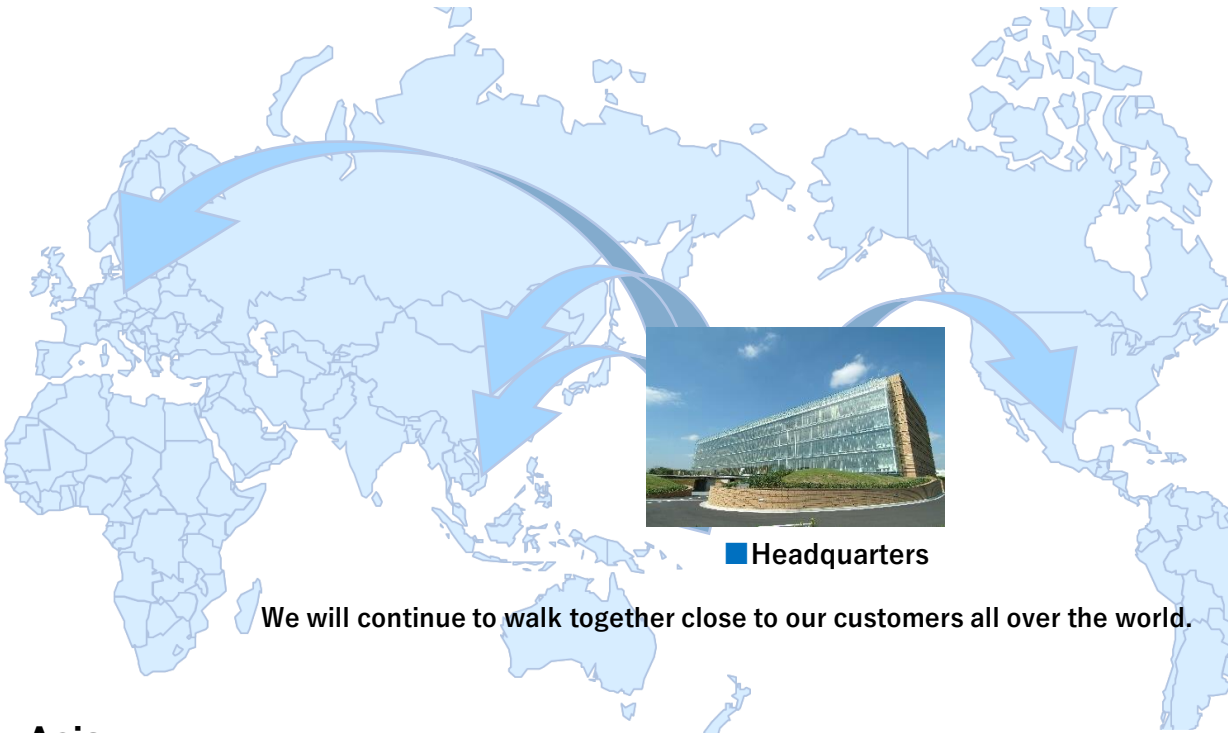 ■Headquarters
We will continue to walk together close to our customers all over the world.